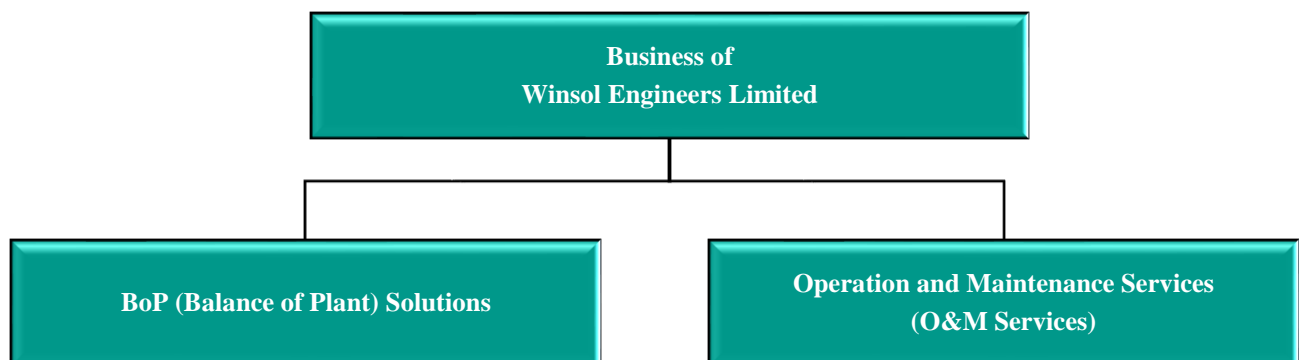 Business of
Winsol Engineers Limited
BoP (Balance of Plant) Solutions
Operation and Maintenance Services
(O&M Services)